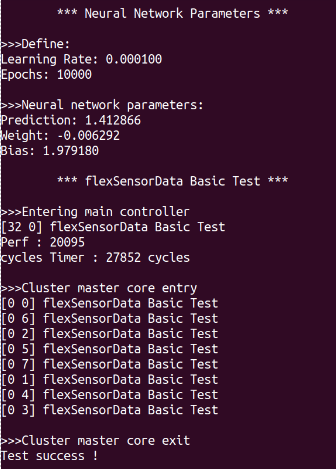 *** Neural Network Parameters ***
>>>Define:
Learning Rate: 0.000100
Epochs: 10000
>>>Neural network parameters:
Prediction: 1.412866
Weight: -0.006292
Bias: 1.979180
*** flexSensorData Basic Test ***
>>>Entering main controller
[32 0] flexSensorData Basic Test
Perf : 20095
cycles Timer : 27852 cycles
>>>Cluster master core entry
[0 0] flexSensorData Basic Test
[0 6] flexSensorData Basic Test
[0 2] flexSensorData Basic Test
[0 5] flexSensorData Basic Test
[0 7] flexSensorData Basic Test
[0 1] flexSensorData Basic Test
[0 4] flexSensorData Basic Test
[0 3] flexSensorData Basic Test
>>>Cluster master core exit
Test success !